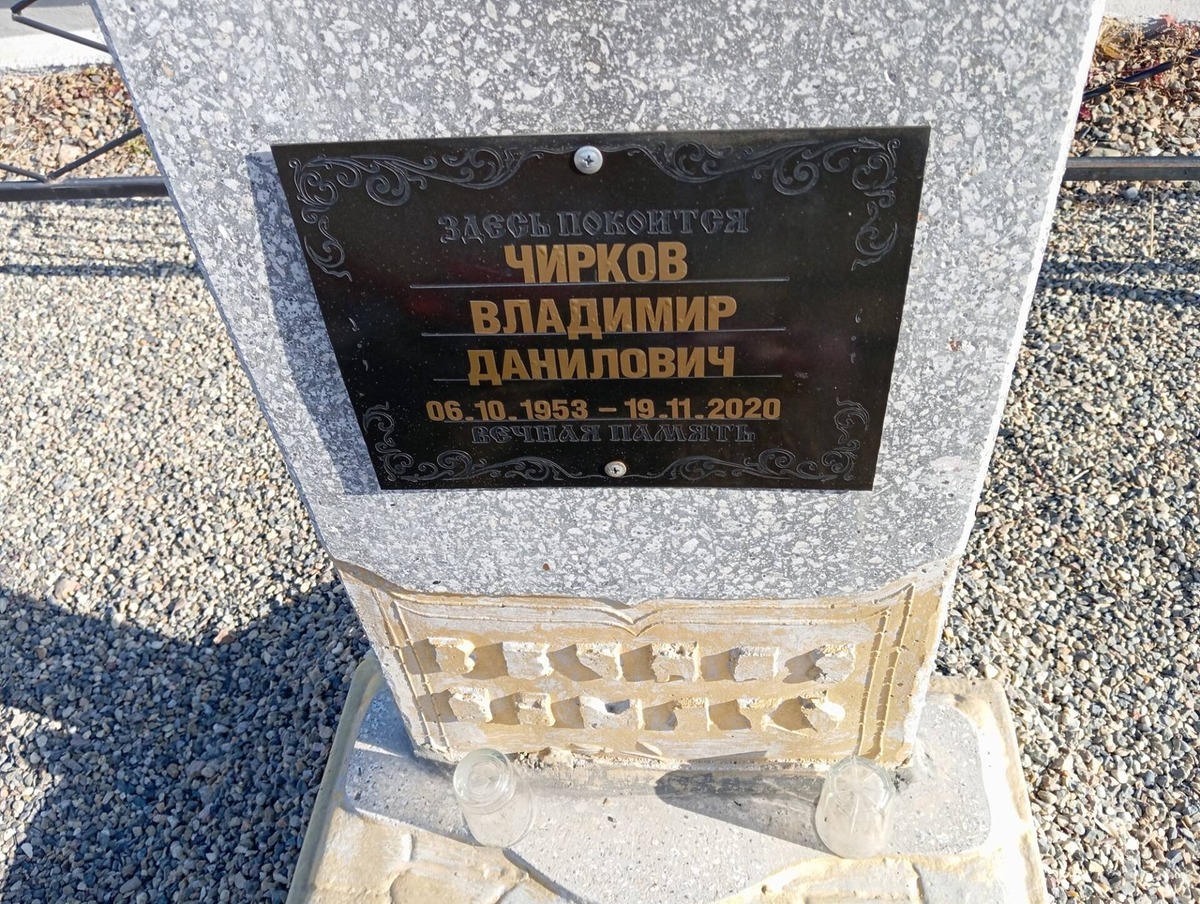 ЗДЕСЬ ПОКОИТСЯ
ЧИРКОВ
ВЛАДИМИР
ДАНИЛОВИЧ
06.10.1953 – 19.11.2020
ВЕЧНАЯ ПАМЯТЬ